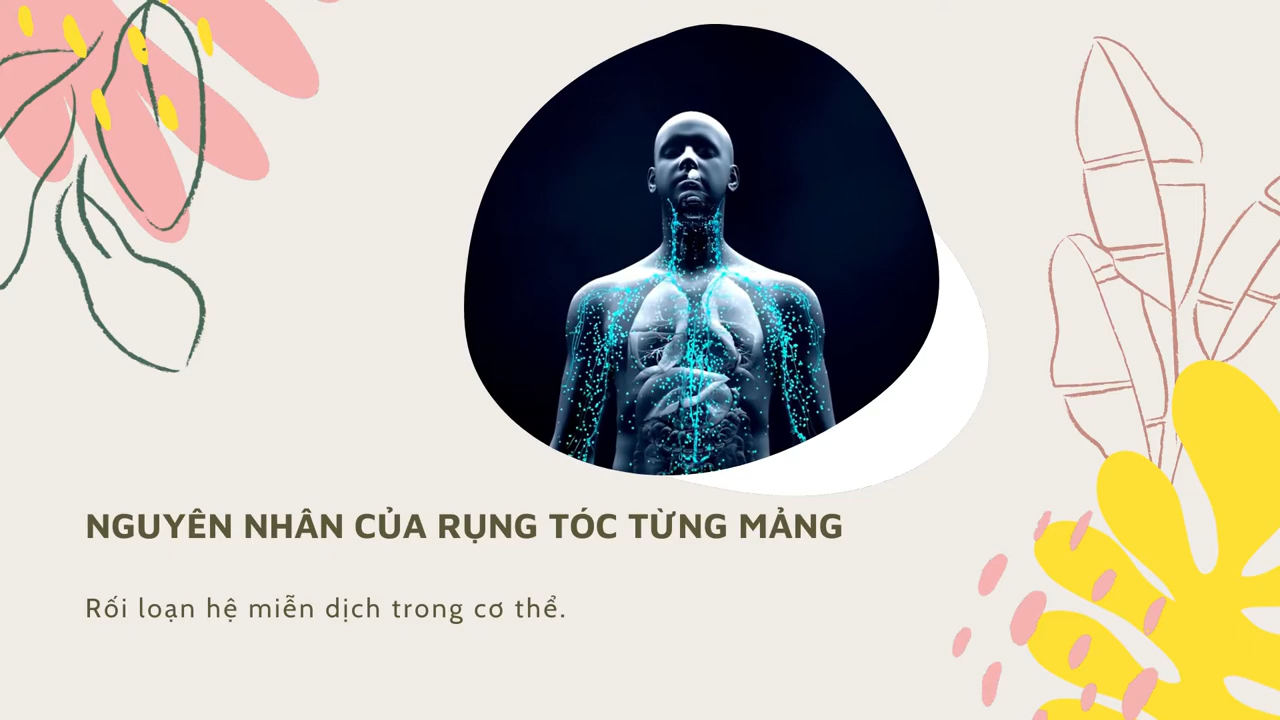 NGUYÊN NHÂN CỦA RỤNG TÓC TỪNG MẢNG
Rối loạn hệ miễn dịch trong cơ thể.